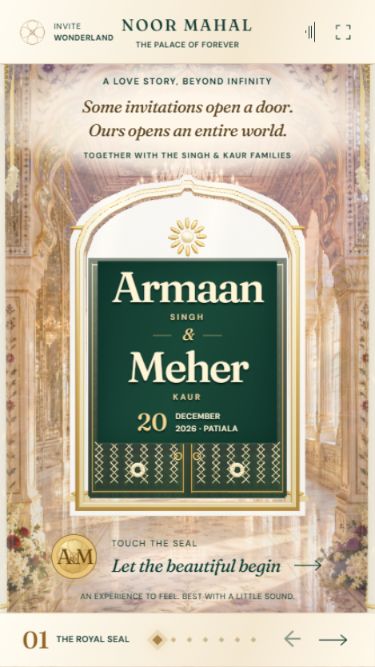 INVITE
WONDERLAND
NOOR MAHAL
THE PALACE OF FOREVER
A LOVE STORY, BEYOND INFINITY
Some invitations open a door.
Ours opens an entire world.
TOGETHER WITH THE SINGH & KAUR FAMILIES
Armaan
SINGH
&
Meher
KAUR
20 DECEMBER
2026 · PATIALA
A&M
TOUCH THE SEAL
Let the beautiful begin
AN EXPERIENCE TO FEEL. BEST WITH A LITTLE SOUND.
01 THE ROYAL SEAL